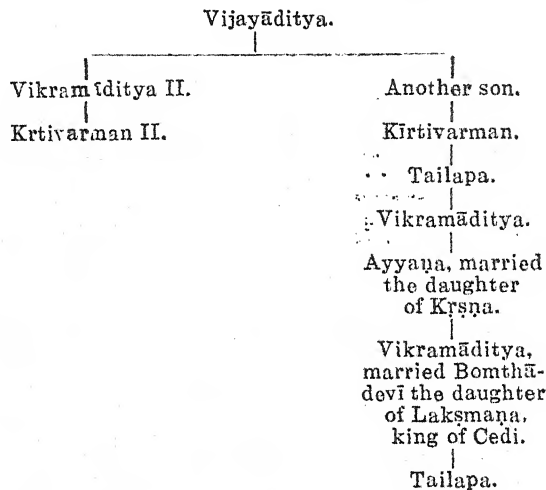 Vijayāditya.
Vikramāditya II. Another son.
Krtivarman II. Kīrtivarman.
Tailapa.
Vikramāditya.
Ayyaṇa, married
the daughter
of Kṛṣṇa.
Vikramāditya,
married Bomthā-
devī the daughter
of Lakṣmaṇa,
king of Cedi.
Tailapa.